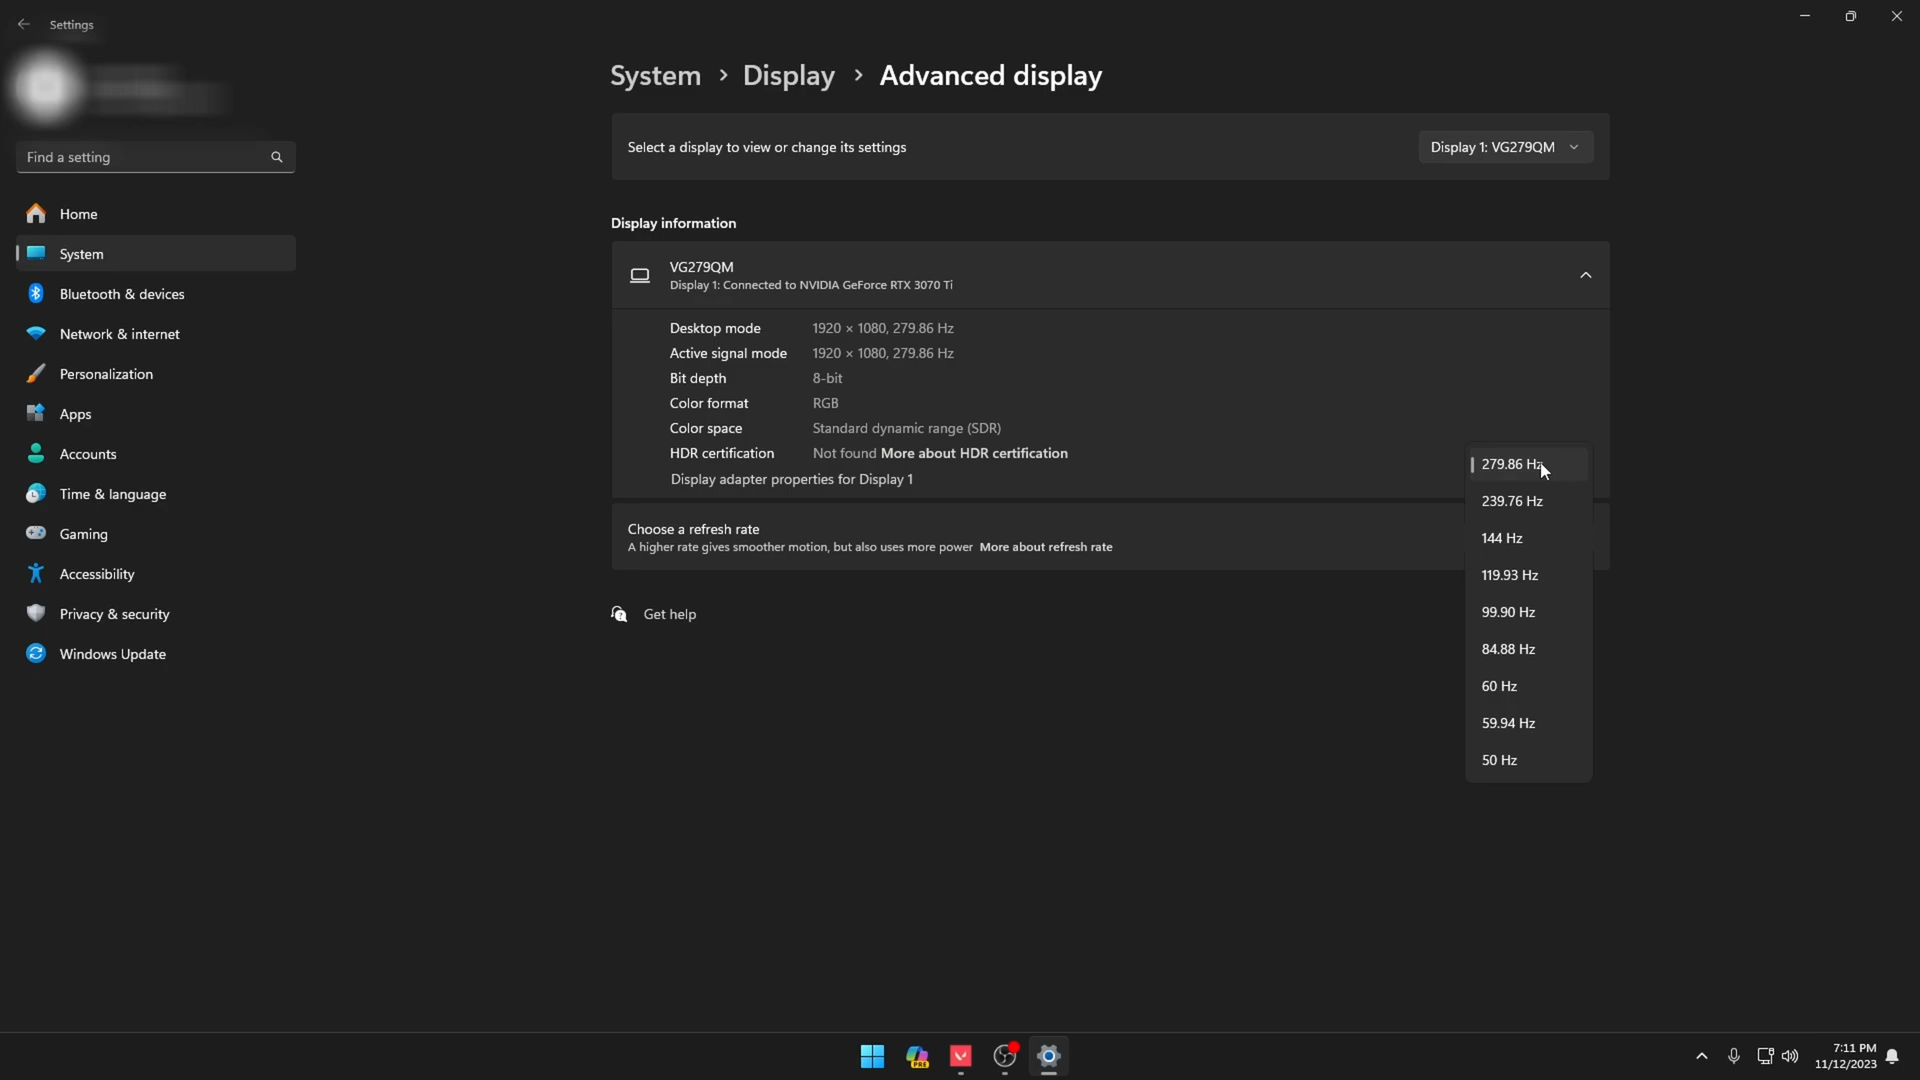 Settings
Find a setting
Home
System
Bluetooth & devices
Network & internet
Personalization
Apps
Accounts
Time & language
Gaming
Accessibility
Privacy & security
Windows Update
System > Display > Advanced display
Select a display to view or change its settings
Display 1: VG279QM
Display information
VG279QM
Display 1: Connected to NVIDIA GeForce RTX 3070 Ti
Desktop mode 1920 × 1080, 279.86 Hz
Active signal mode 1920 × 1080, 279.86 Hz
Bit depth 8-bit
Color format RGB
Color space Standard dynamic range (SDR)
HDR certification Not found More about HDR certification
Display adapter properties for Display 1
Choose a refresh rate
A higher rate gives smoother motion, but also uses more power More about refresh rate
279.86 Hz
239.76 Hz
144 Hz
119.93 Hz
99.90 Hz
84.88 Hz
60 Hz
59.94 Hz
50 Hz
Get help
PRE
7:11 PM
11/12/2023